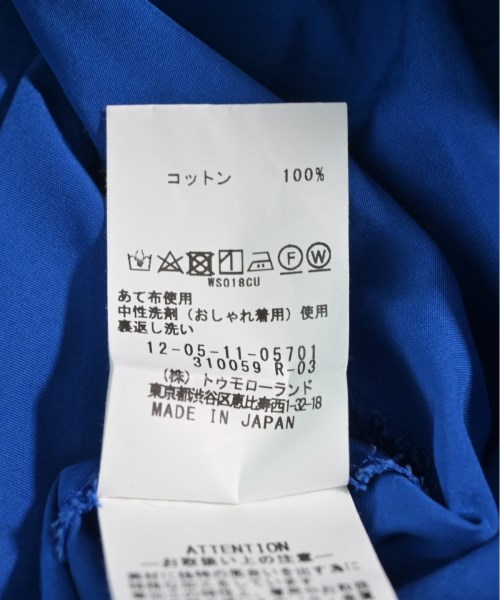 コットン 100%
F W
WS018CU
あて布使用
中性洗剤（おしゃれ着用）使用
裏返し洗い
12-05-11-05701
310059 R-03
（株）トゥモローランド
東京都渋谷区恵比寿西1-32-18
MADE IN JAPAN
ATTENTION
―お取扱い上の注意―